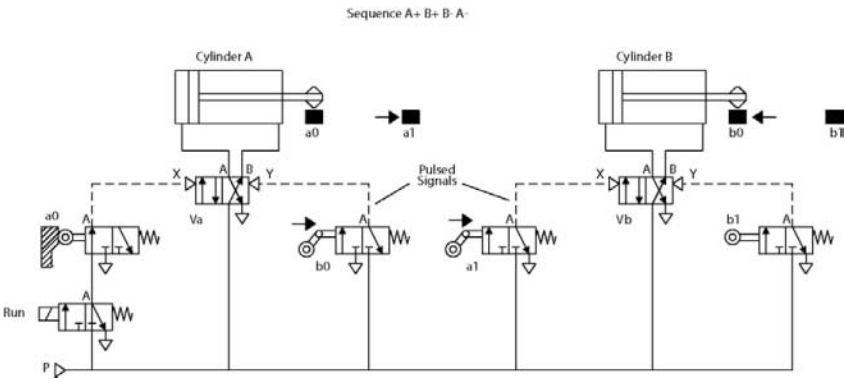 Sequence A+ B+ B- A-
Cylinder A
Cylinder B
a0
a1
b0
b1
X
A
B
Y
Pulsed
Signals
X
A
B
Y
a0
A
Va
A
b0
A
a1
Vb
b1
A
Run
A
P